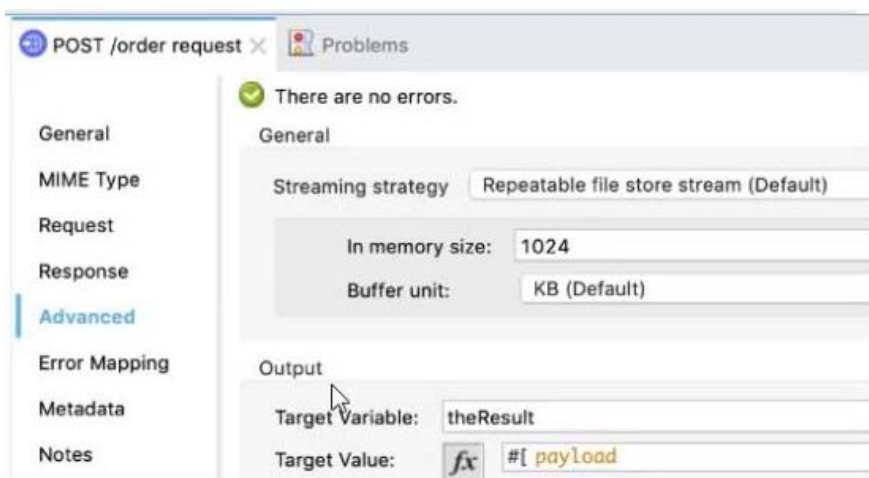 POST /order request
Problems
There are no errors.
General
MIME Type
Request
Response
Advanced
Error Mapping
Metadata
Notes
General
Streaming strategy Repeatable file store stream (Default)
In memory size: 1024
Buffer unit: KB (Default)
Output
Target Variable: theResult
Target Value: fx #[ payload